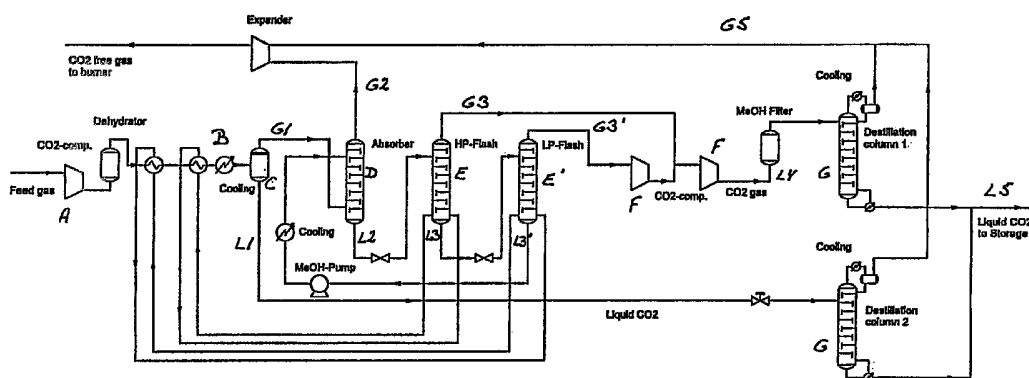 G5
Expander
CO2 free gas
to burner
G2
Cooling
G3
MeOH Filter
Dehydrator
B
G1
Absorber
HP-Flash
G3'
LP-Flash
F
Destillation
column 1
CO2-comp.
Feed gas
A
Cooling
C
D
E
E'
F
CO2-comp.
CO2 gas
L4
G
L5
Liquid CO2
to Storage
L1
Cooling
L2
L3
L3'
MeOH-Pump
Cooling
Liquid CO2
Destillation
column 2
G